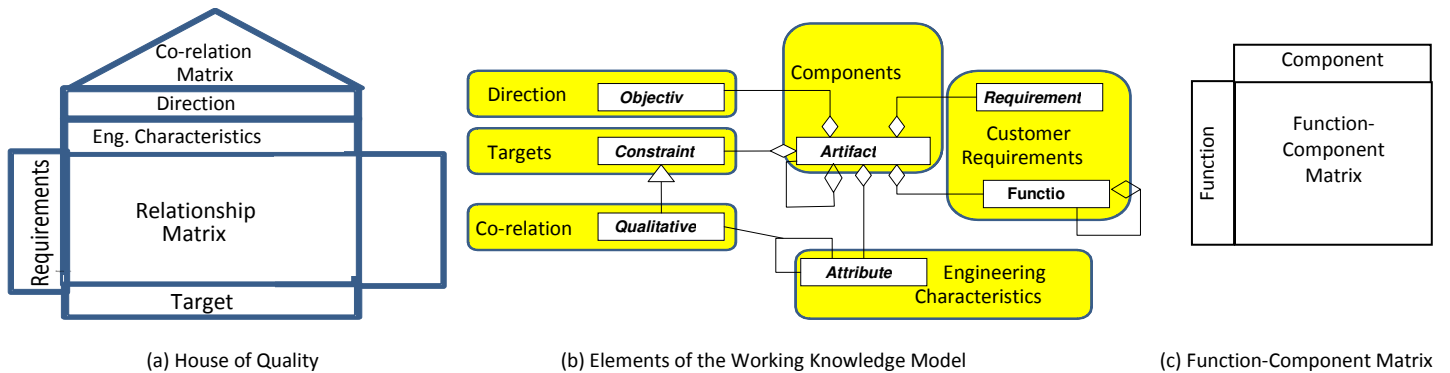 Co-relation
Matrix
Direction
Eng. Characteristics
Requirements
Relationship
Matrix
Target
(a) House of Quality
Direction
Objectiv
Components
Requirement
Customer
Requirements
Targets
Constraint
Artifact
Functio
Co-relation
Qualitative
Attribute
Engineering
Characteristics
(b) Elements of the Working Knowledge Model
Component
Function
Function-
Component
Matrix
(c) Function-Component Matrix